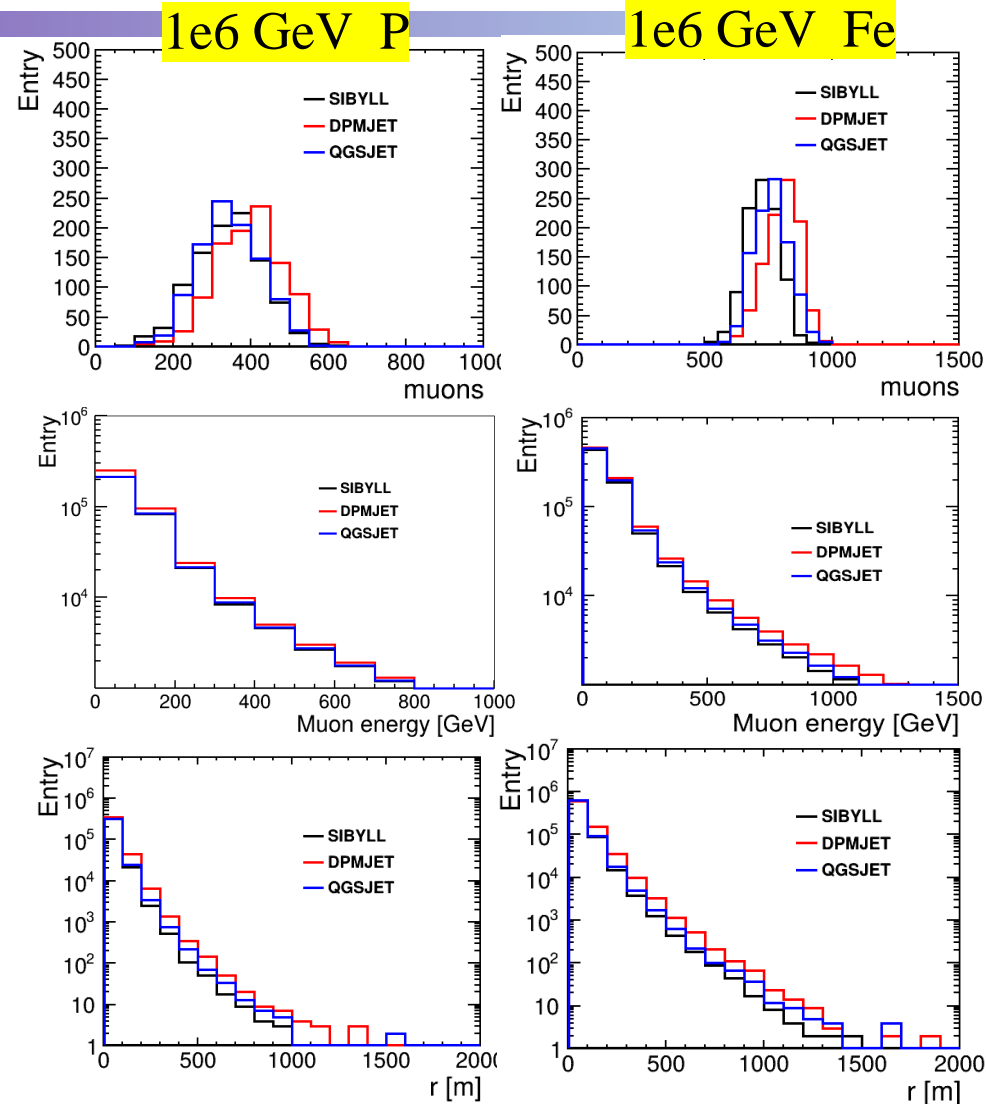 1e6 GeV P
1e6 GeV Fe
Entry
500
450
400
350
300
250
200
150
100
50
0
SIBYLL
DPMJET
QGSJET
0 200 400 600 800 100
muons
Entry
500
450
400
350
300
250
200
150
100
50
0
SIBYLL
DPMJET
QGSJET
0 500 1000 1500
muons
Entry
10^6
10^5
10^4
SIBYLL
DPMJET
QGSJET
0 200 400 600 800 1000
Muon energy [GeV]
Entry
10^6
10^5
10^4
SIBYLL
DPMJET
QGSJET
0 500 1000 1500
Muon energy [GeV]
Entry
10^7
10^6
10^5
10^4
10^3
10^2
10
1
SIBYLL
DPMJET
QGSJET
0 500 1000 1500 200
r [m]
Entry
10^7
10^6
10^5
10^4
10^3
10^2
10
1
SIBYLL
DPMJET
QGSJET
0 500 1000 1500 2000
r [m]